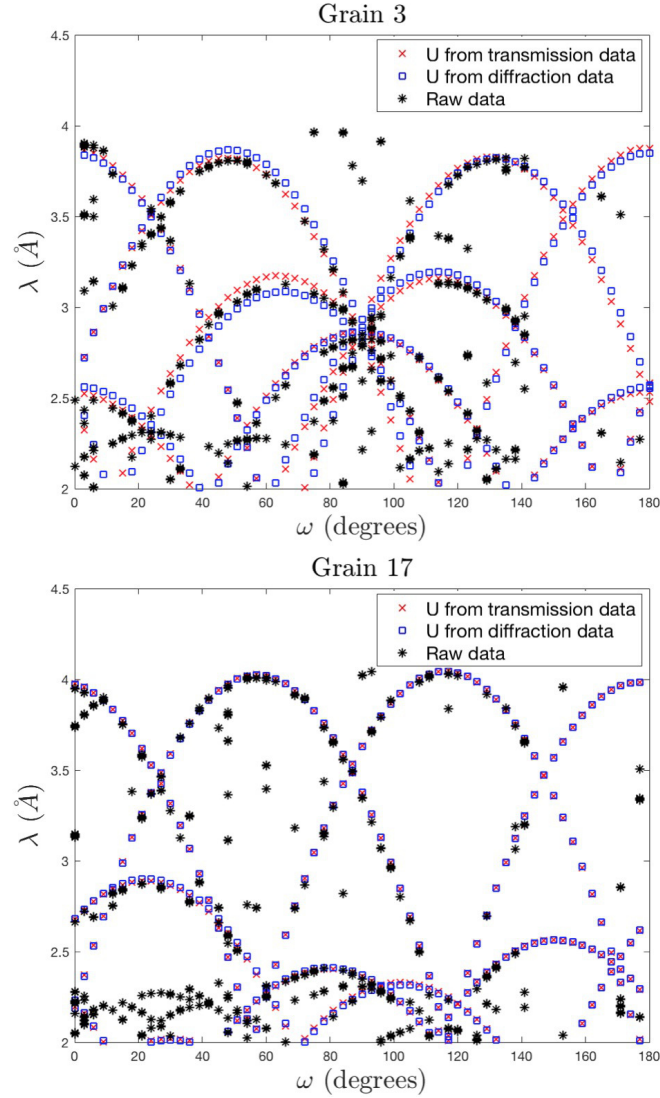 Grain 3
4.5
U from transmission data
U from diffraction data
Raw data
4
3.5
λ (Å)
3
2.5
2
0 20 40 60 80 100 120 140 160 180
ω (degrees)
Grain 17
4.5
U from transmission data
U from diffraction data
Raw data
4
3.5
λ (Å)
3
2.5
2
0 20 40 60 80 100 120 140 160 180
ω (degrees)